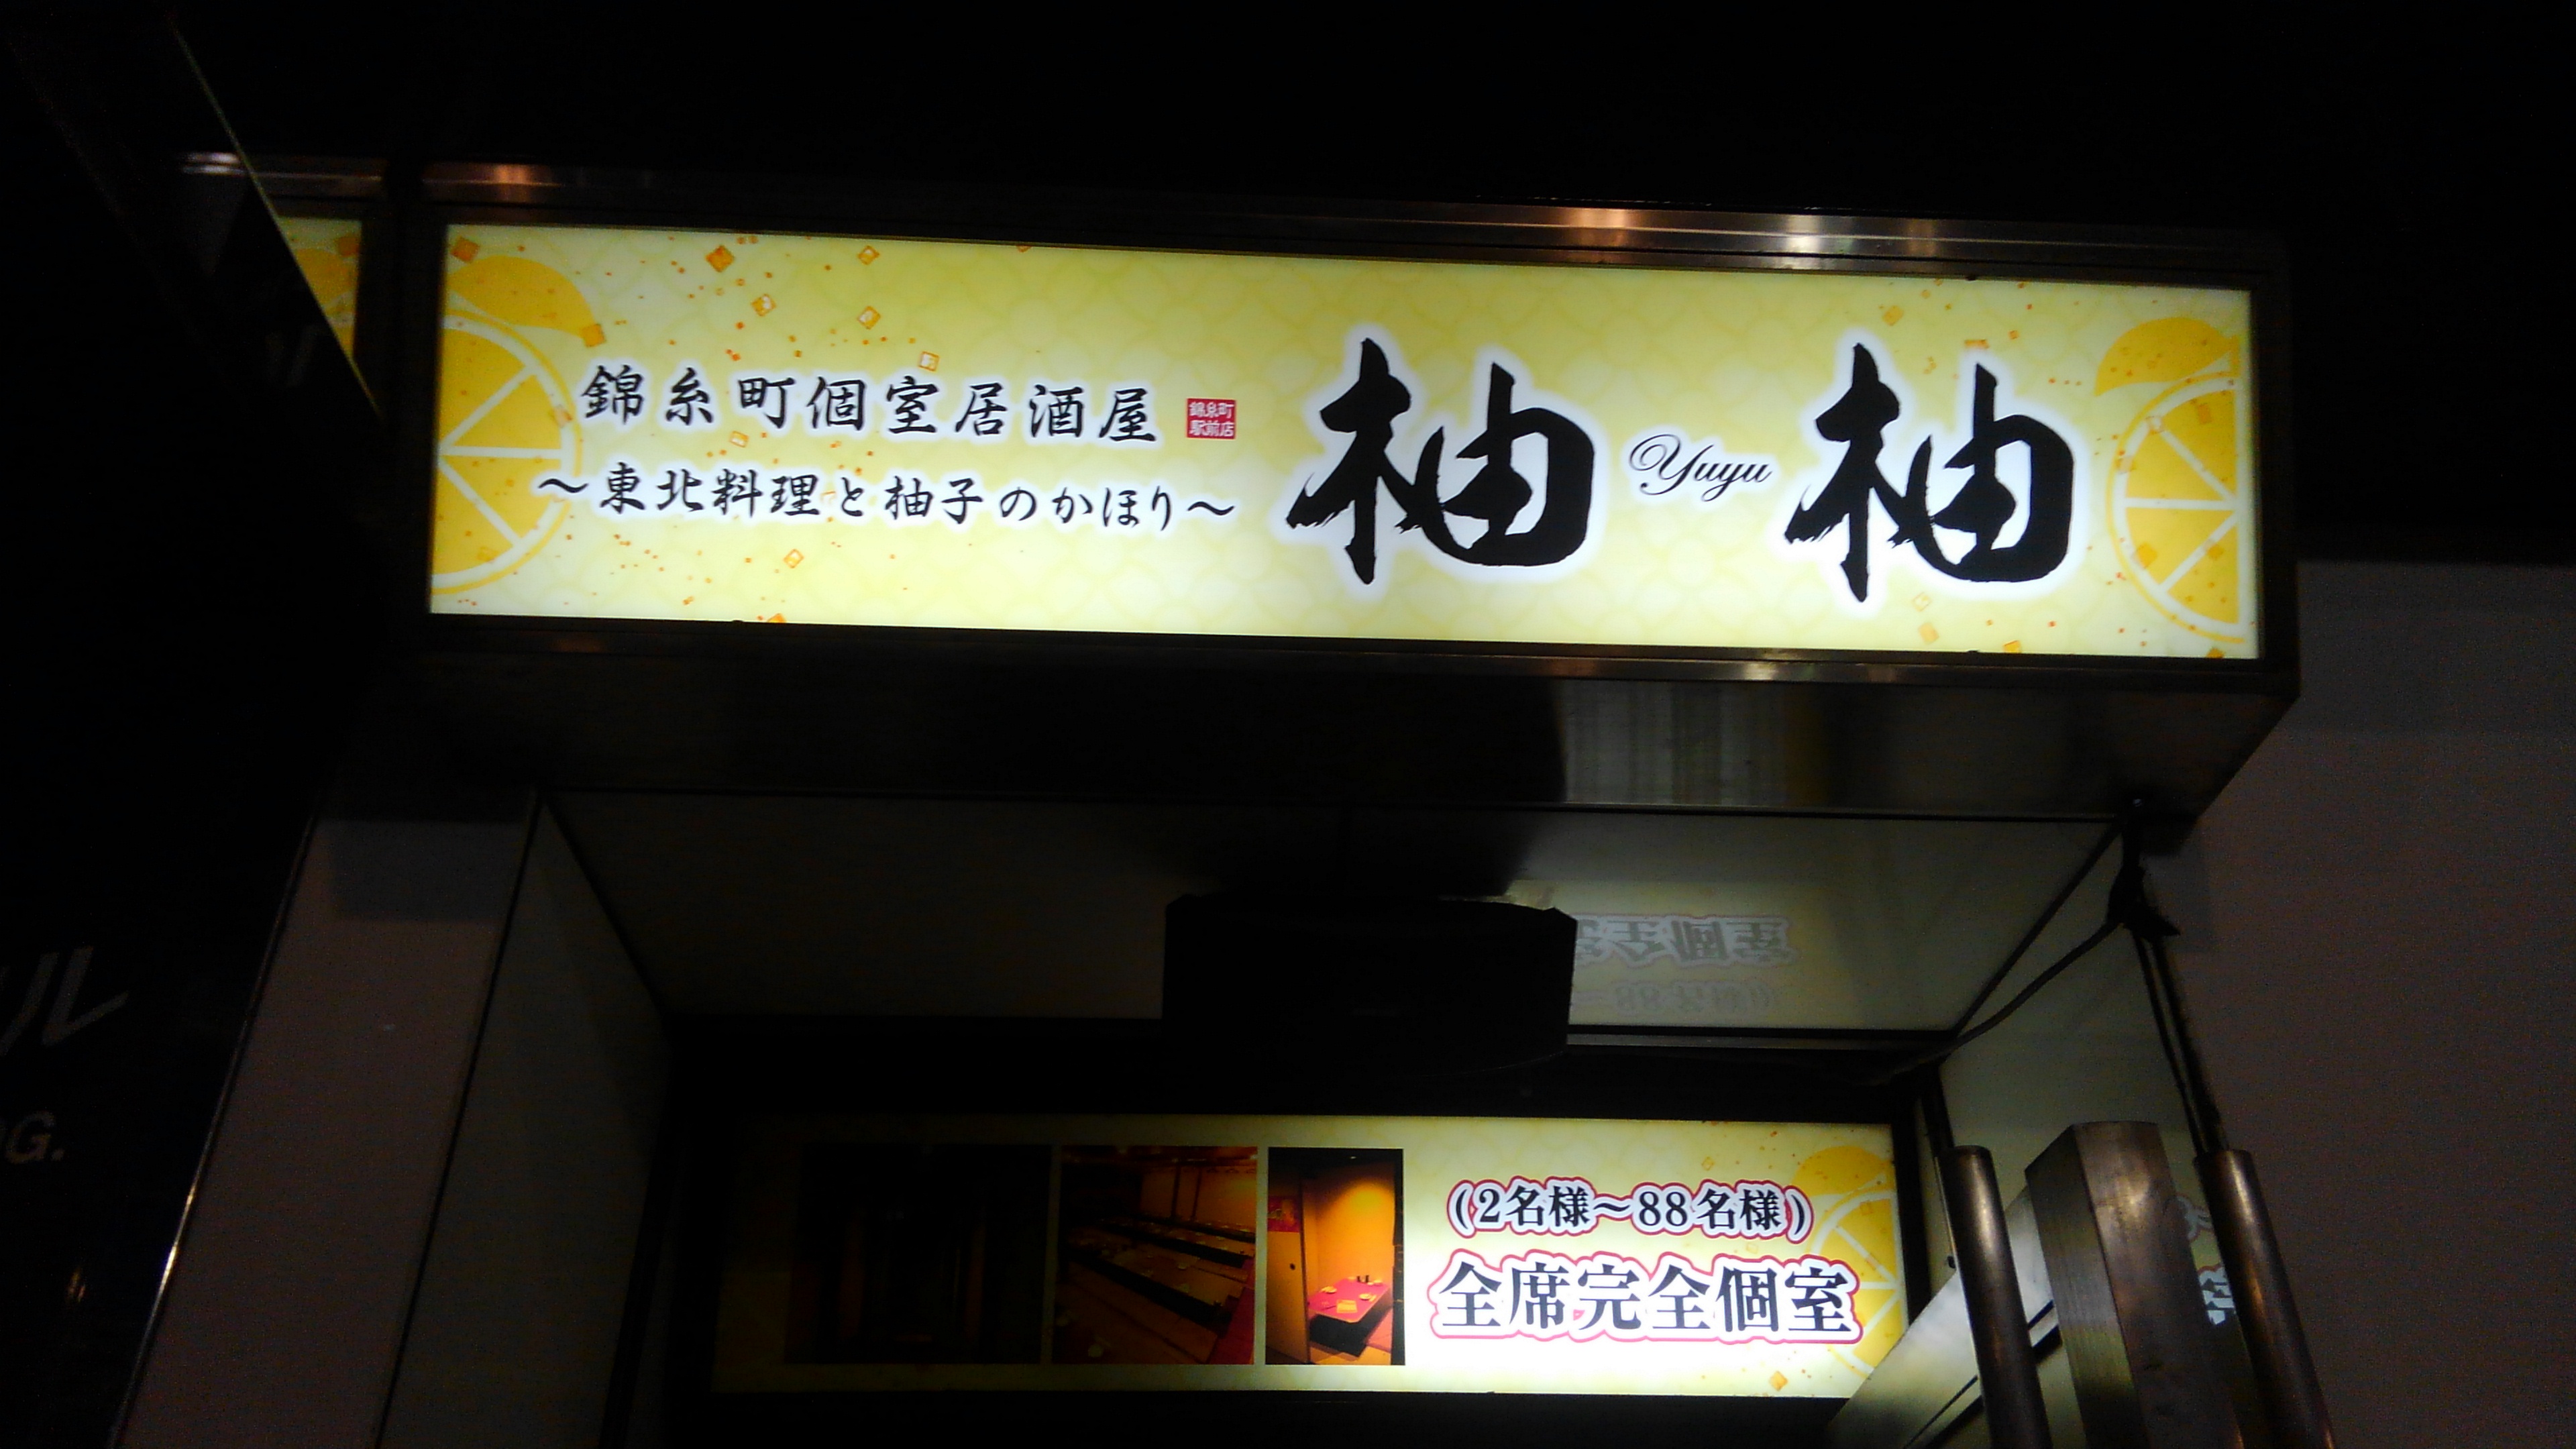 錦糸町個室居酒屋
錦糸町
駅前店
～東北料理と柚子のかほり～
柚 Yuyu 柚
(2名様～88名様)
全席完全個室